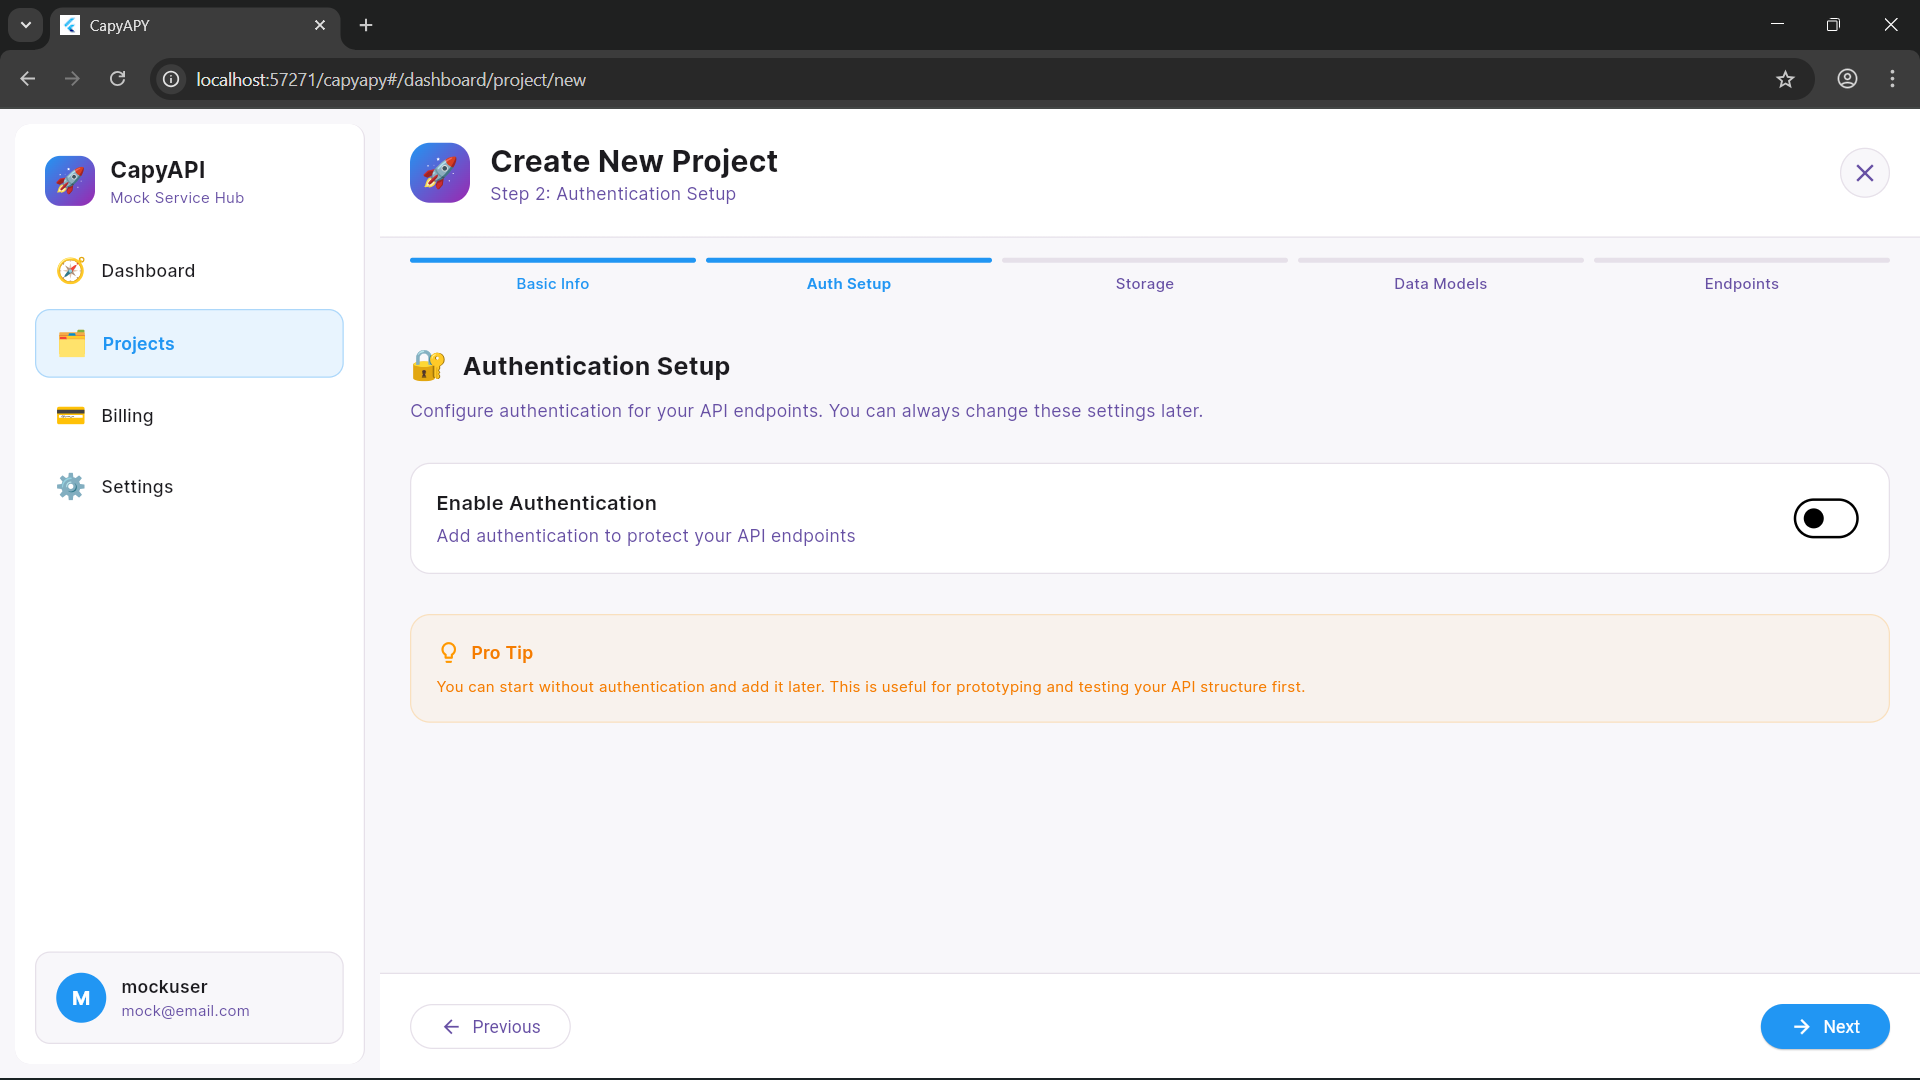 CapyAPY
localhost:57271/capyapy#/dashboard/project/new
CapyAPI
Mock Service Hub
Dashboard
Projects
Billing
Settings
M
mockuser
mock@email.com
Create New Project
Step 2: Authentication Setup
Basic Info
Auth Setup
Storage
Data Models
Endpoints
Authentication Setup
Configure authentication for your API endpoints. You can always change these settings later.
Enable Authentication
Add authentication to protect your API endpoints
Pro Tip
You can start without authentication and add it later. This is useful for prototyping and testing your API structure first.
Previous
Next